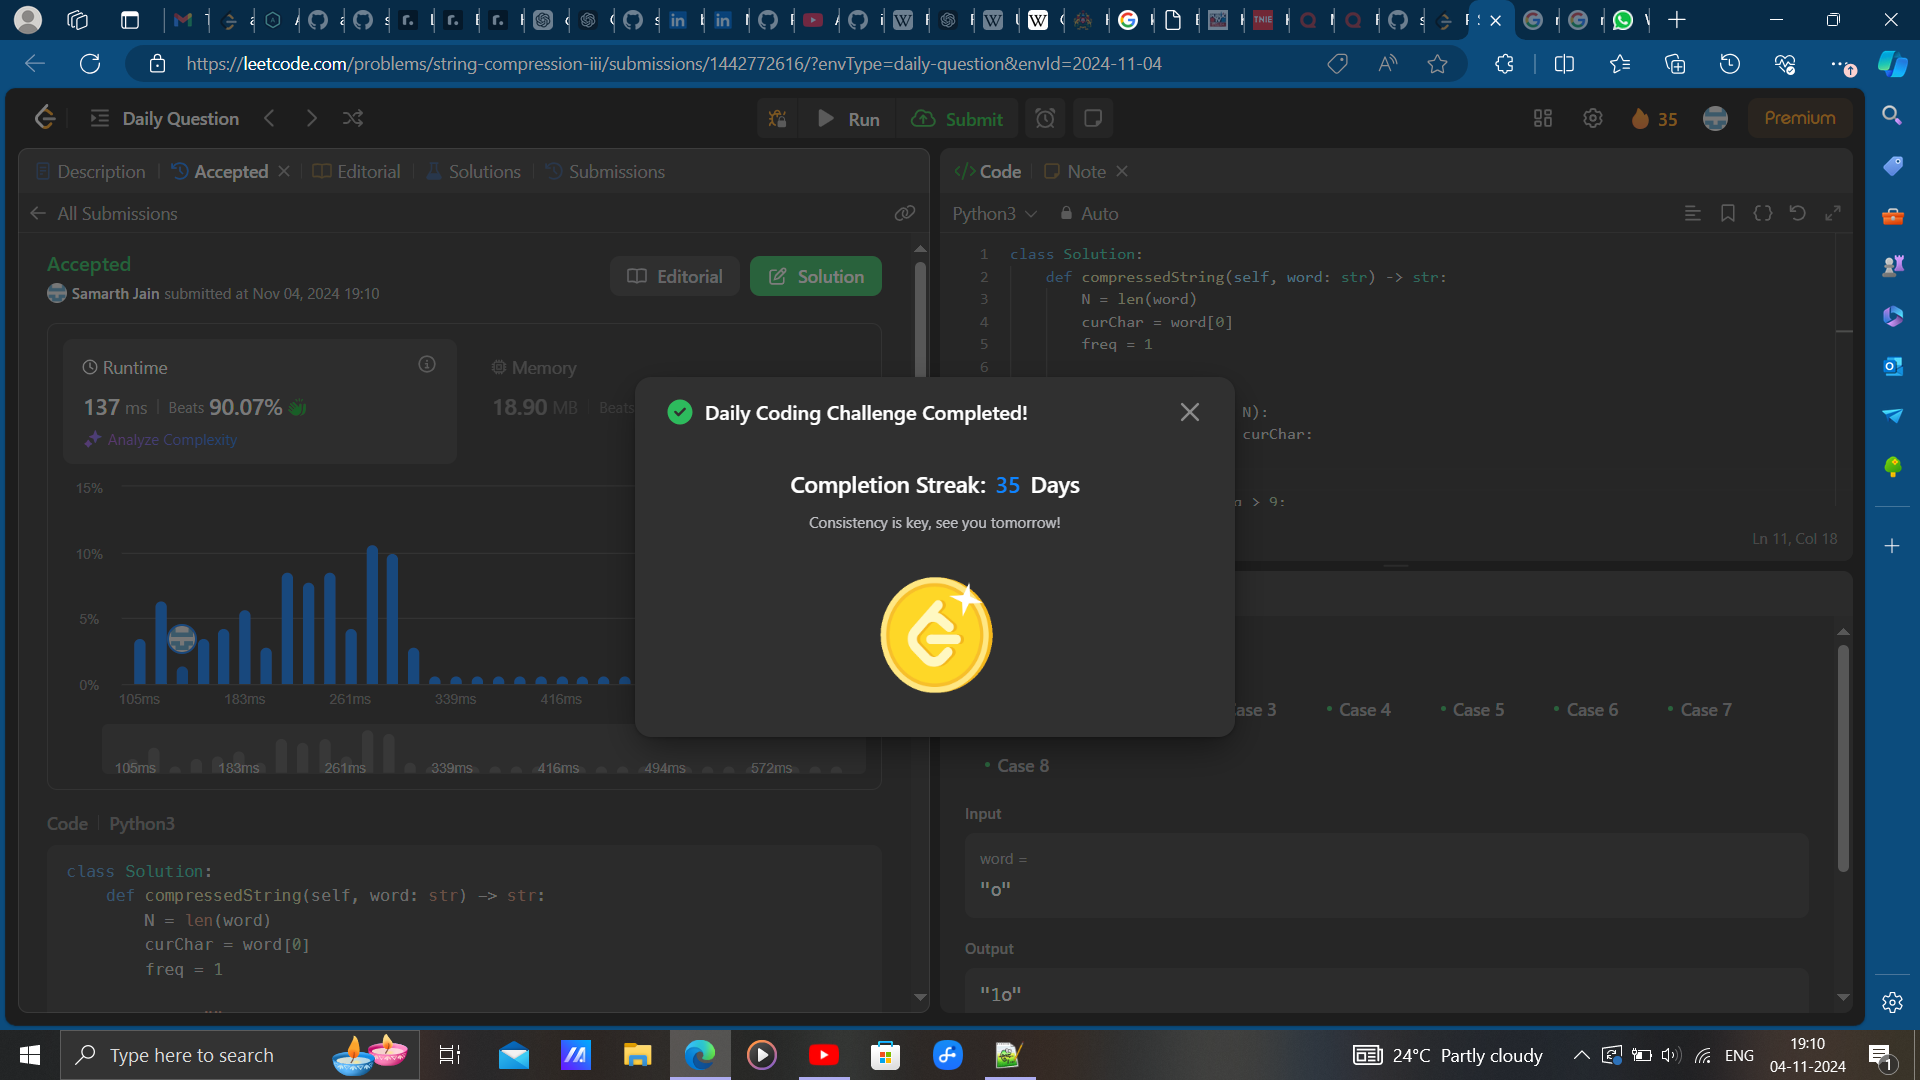 https://leetcode.com/problems/string-compression-iii/submissions/1442772616/?envType=daily-question&envId=2024-11-04
Daily Question
Run
Submit
35
Premium
Description
Accepted
Editorial
Solutions
Submissions
All Submissions
Accepted
Samarth Jain submitted at Nov 04, 2024 19:10
Editorial
Solution
Runtime
137 ms
Beats 90.07%
Analyze Complexity
Memory
18.90 MB
Beats
15%
10%
5%
0%
105ms
183ms
261ms
339ms
416ms
105ms
183ms
261ms
339ms
416ms
494ms
572ms
Code
Python3
class Solution:
def compressedString(self, word: str) -> str:
N = len(word)
curChar = word[0]
freq = 1
Code
Note
Python3
Auto
1 class Solution:
2 def compressedString(self, word: str) -> str:
3 N = len(word)
4 curChar = word[0]
5 freq = 1
6
N):
curChar:
> 9:
Ln 11, Col 18
Daily Coding Challenge Completed!
Completion Streak: 35 Days
Consistency is key, see you tomorrow!
ase 3
Case 4
Case 5
Case 6
Case 7
Case 8
Input
word =
"o"
Output
"1o"
Type here to search
24°C Partly cloudy
ENG
19:10
04-11-2024
1